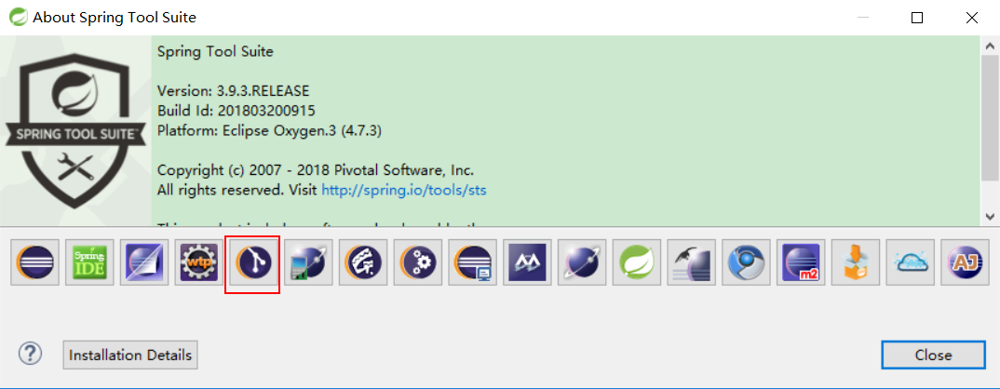 About Spring Tool Suite
SPRING TOOL SUITE™
Spring Tool Suite
Version: 3.9.3.RELEASE
Build Id: 201803200915
Platform: Eclipse Oxygen.3 (4.7.3)
Copyright (c) 2007 - 2018 Pivotal Software, Inc.
All rights reserved. Visit http://spring.io/tools/sts
Spring
IDE
wtp
m2
AJ
?
Installation Details
Close